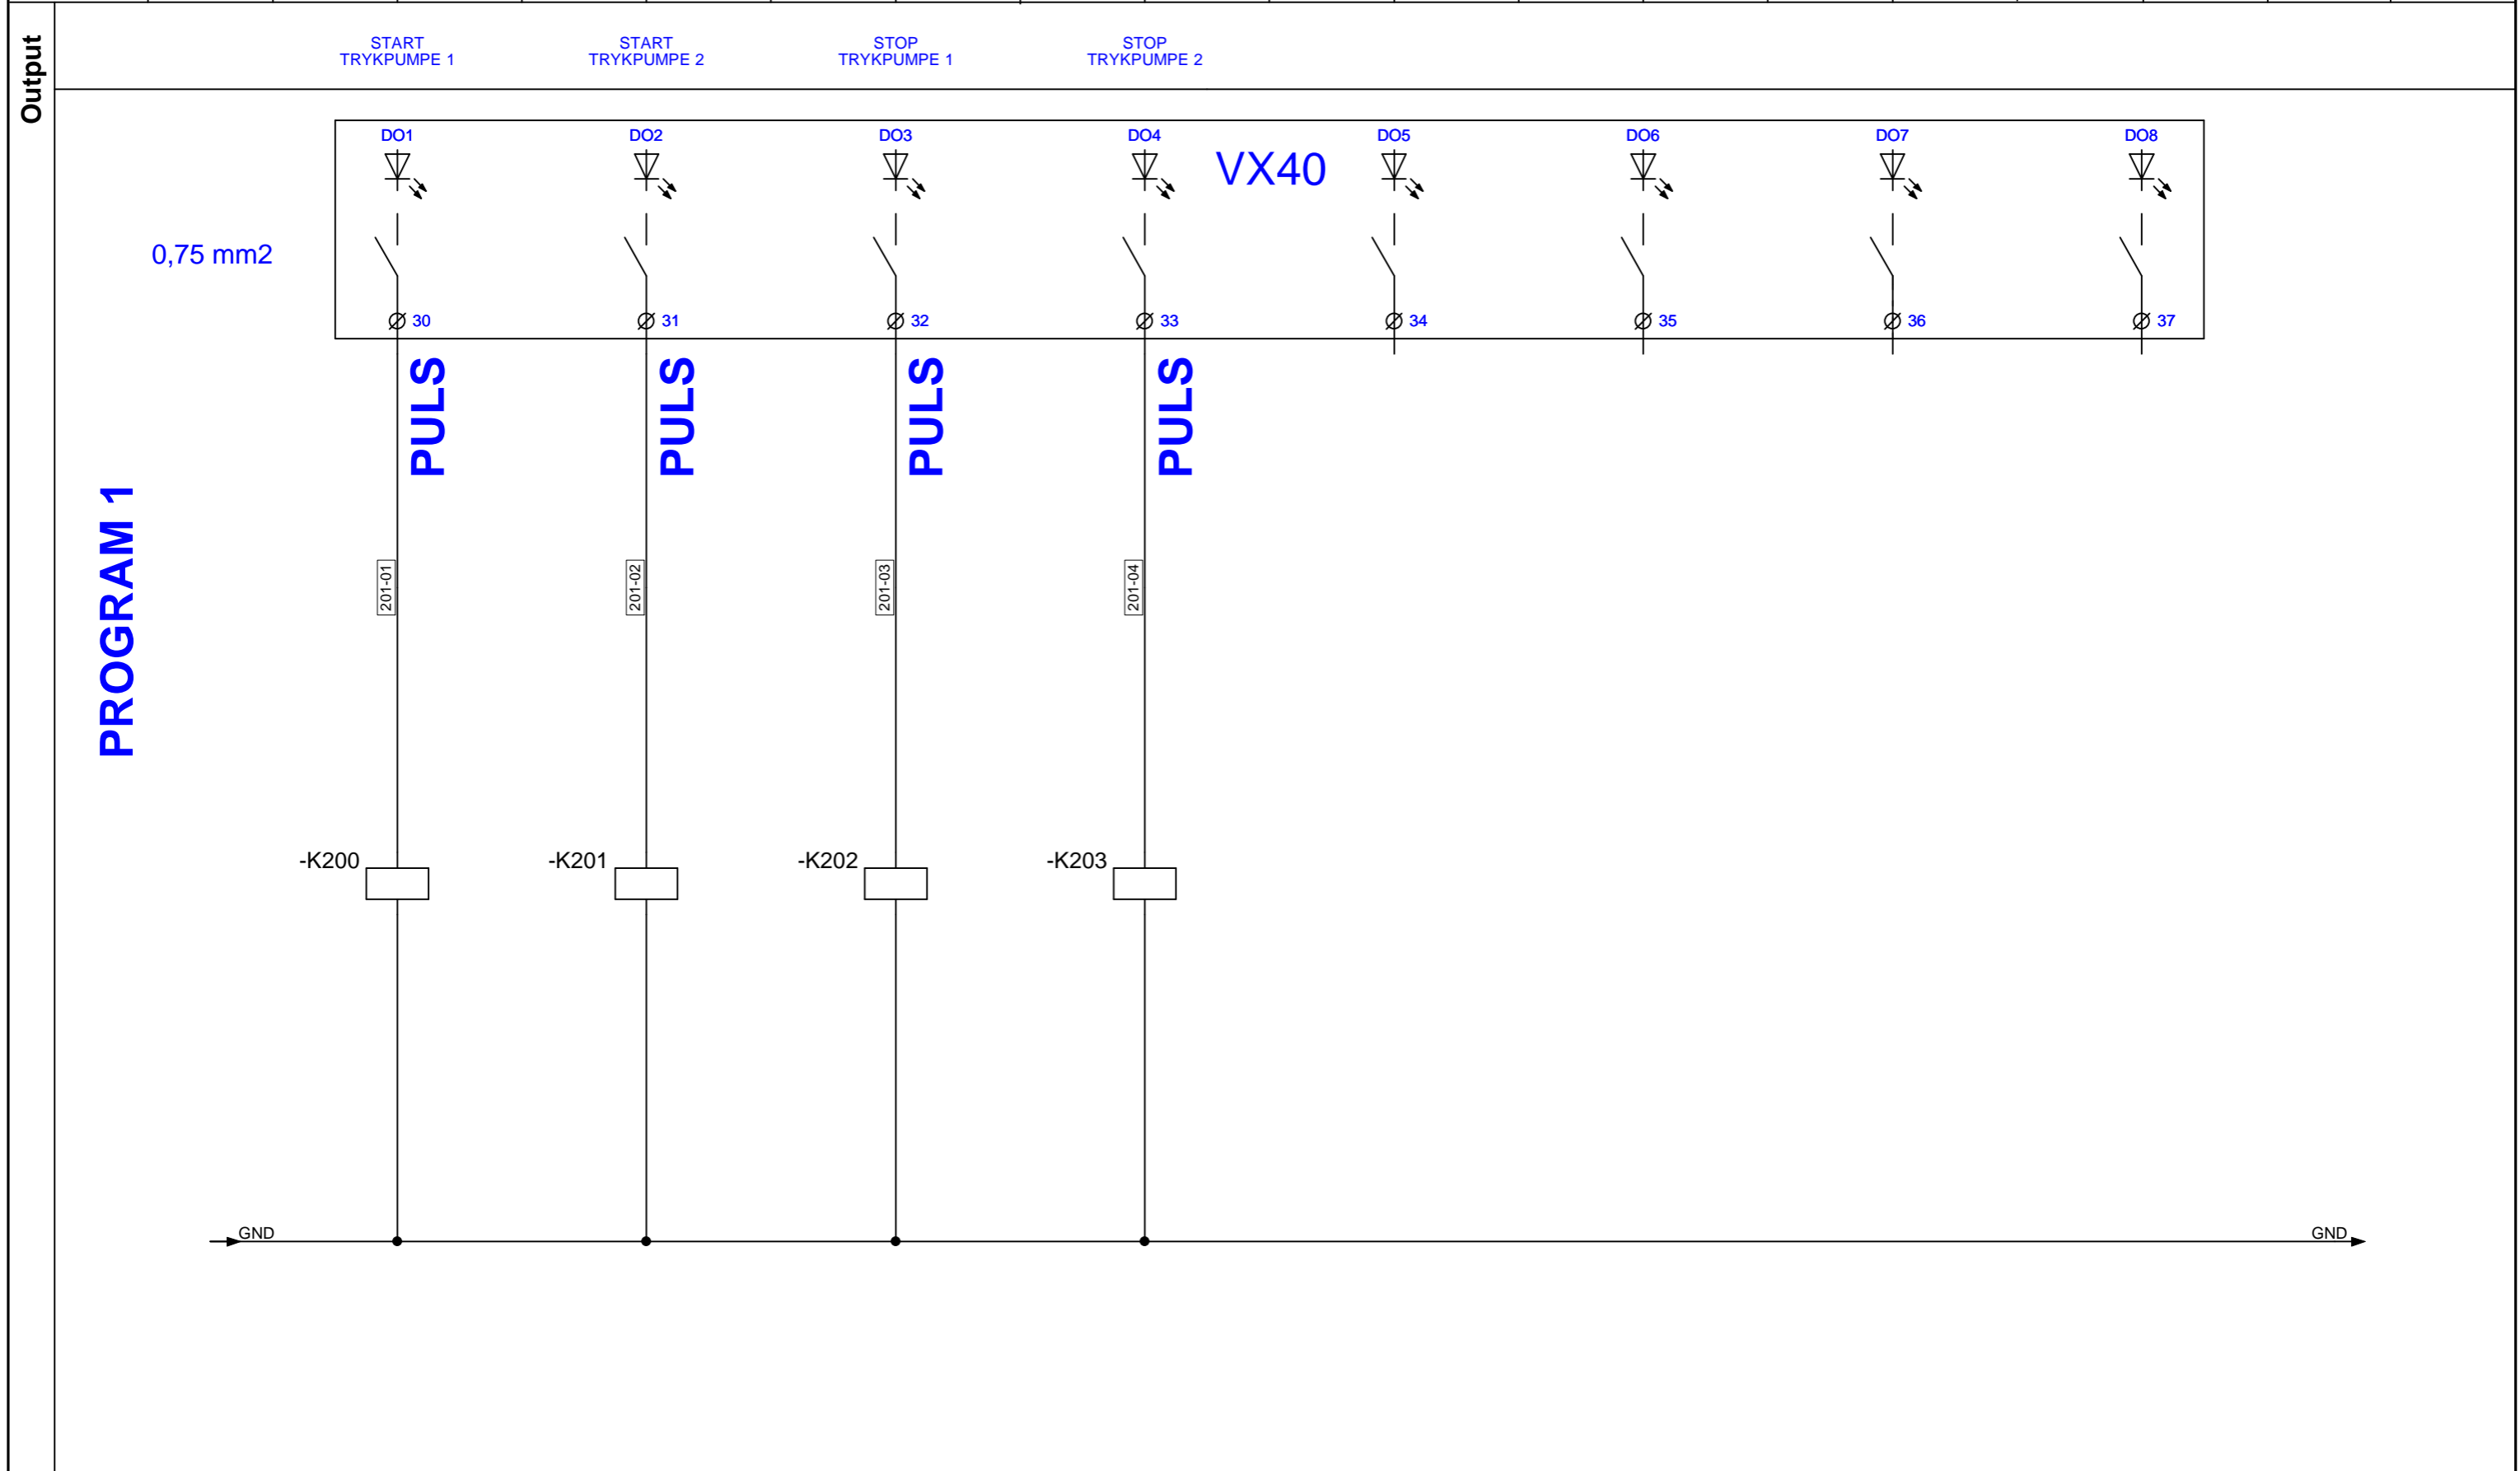 Output
START
TRYKPUMPE 1
START
TRYKPUMPE 2
STOP
TRYKPUMPE 1
STOP
TRYKPUMPE 2
DO1
DO2
DO3
DO4
VX40
DO5
DO6
DO7
DO8
0,75 mm2
30
31
32
33
34
35
36
37
PULS
PULS
PULS
PULS
PROGRAM 1
201-01
201-02
201-03
201-04
-K200
-K201
-K202
-K203
GND
GND